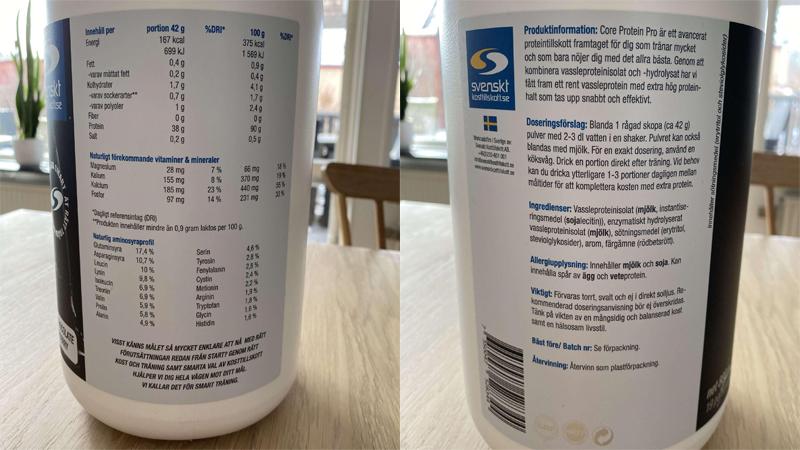 Innehåll per portion 42 g %DRI* 100 g %DRI*
Energi 167 kcal 375 kcal
699 kJ 1 569 kJ
Fett 0,4 g 0,9 g
-varav mättat fett 0,2 g 0,4 g
Kolhydrater 1,7 g 4,1 g
-varav sockerarter** 0,7 g 1,7 g
-varav polyoler 1 g 2,4 g
Fiber 0 g 0 g
Protein 38 g 90 g
Salt 0,2 g 0,5 g
Naturligt förekommande vitaminer & mineraler
Magnesium 28 mg 7 % 66 mg 18 %
Kalium 155 mg 8 % 370 mg 19 %
Kalcium 185 mg 23 % 440 mg 55 %
Fosfor 97 mg 14 % 231 mg 33 %
*Dagligt referensintag (DRI)
**Produkten innehåller mindre än 0,9 gram laktos per 100 g.
Naturlig aminosyraprofil
Glutaminsyra 17,4 % Serin 4,6 %
Asparaginsyra 10,7 % Tyrosin 2,8 %
Leucin 10 % Fenylalanin 2,8 %
Lysin 9,8 % Cystin 2,5 %
Isoleucin 6,9 % Metionin 2,2 %
Treonin 6,9 % Arginin 1,9 %
Valin 6,9 % Tryptofan 1,8 %
Prolin 5,9 % Glycin 1,6 %
Alanin 5,8 % Histidin 1,6 %
4,9 %
VISST KÄNNS MÅLET SÅ MYCKET ENKLARE ATT NÅ MED RÄTT
FÖRUTSÄTTNINGAR REDAN FRÅN START? GENOM RÄTT
KOST OCH TRÄNING SAMT SMARTA VAL AV KOSTTILLSKOTT
HJÄLPER VI DIG HELA VÄGEN MOT DITT MÅL.
VI KALLAR DET FÖR SMART TRÄNING.
svenskt
kosttillskott.se
Produktinformation: Core Protein Pro är ett avancerat
proteintillskott framtaget för dig som tränar mycket
och som bara nöjer dig med det allra bästa. Genom att
kombinera vassleproteinisolat och -hydrolysat har vi
fått fram ett rent vassleprotein med extra hög protein-
halt som tas upp snabbt och effektivt.
Doseringsförslag: Blanda 1 rågad skopa (ca 42 g)
pulver med 2-3 dl vatten i en shaker. Pulvret kan också
blandas med mjölk. För en exakt dosering, använd en
köksvåg. Drick en portion direkt efter träning. Vid behov
kan du dricka ytterligare 1-3 portioner dagligen mellan
måltider för att komplettera kosten med extra protein.
Ingredienser: Vassleproteinisolat (mjölk, instantise-
ringsmedel (sojalecitin)), enzymatiskt hydrolyserat
vassleproteinisolat (mjölk), sötningsmedel (erytritol,
steviolglykosider), arom, färgämne (rödbetsrött).
Allergiupplysning: Innehåller mjölk och soja. Kan
innehålla spår av ägg och veteprotein.
Viktigt: Förvaras torrt, svalt och ej i direkt solljus. Re-
kommenderad doseringsanvisning bör ej överskridas.
Tänk på vikten av en mångsidig och balanserad kost
samt en hälsosam livsstil.
Bäst före/ Batch nr: Se förpackning.
Återvinning: Återvinn som plastförpackning.
Innehåller sötningsmedel (erytritol och steviolglykosider)